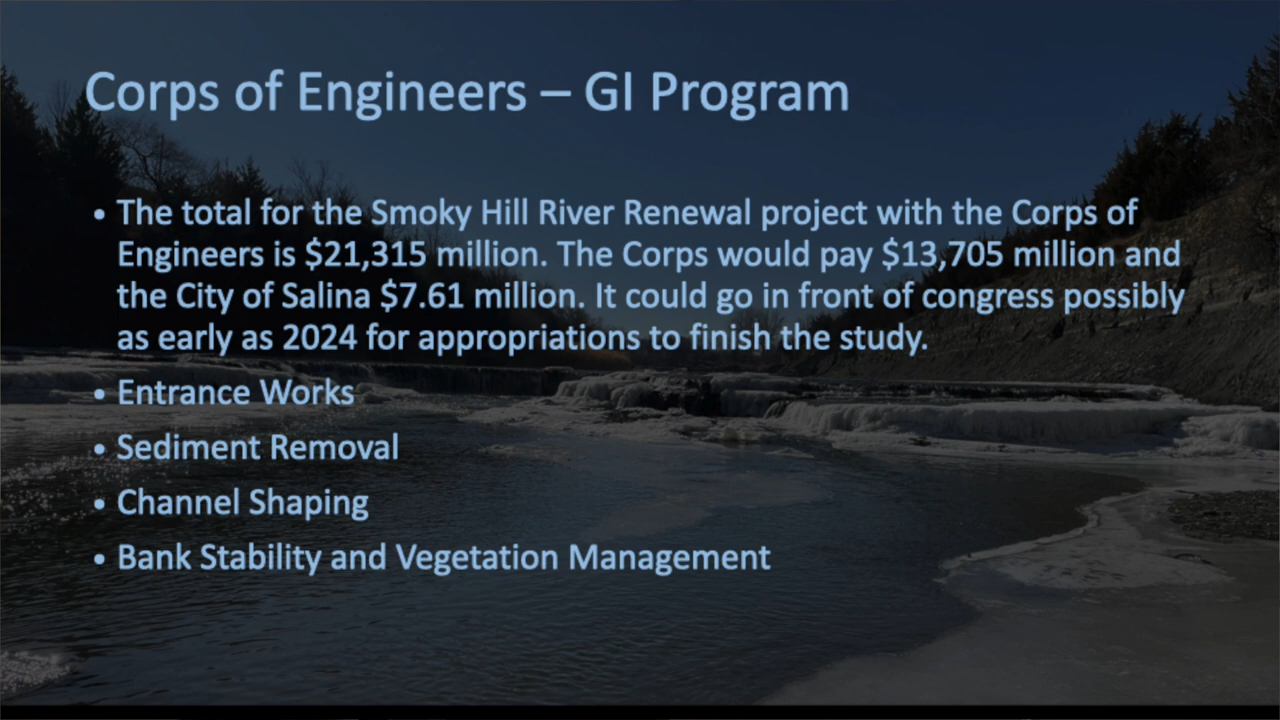 Corps of Engineers – GI Program
• The total for the Smoky Hill River Renewal project with the Corps of
Engineers is $21,315 million. The Corps would pay $13,705 million and
the City of Salina $7.61 million. It could go in front of congress possibly
as early as 2024 for appropriations to finish the study.
• Entrance Works
• Sediment Removal
• Channel Shaping
• Bank Stability and Vegetation Management